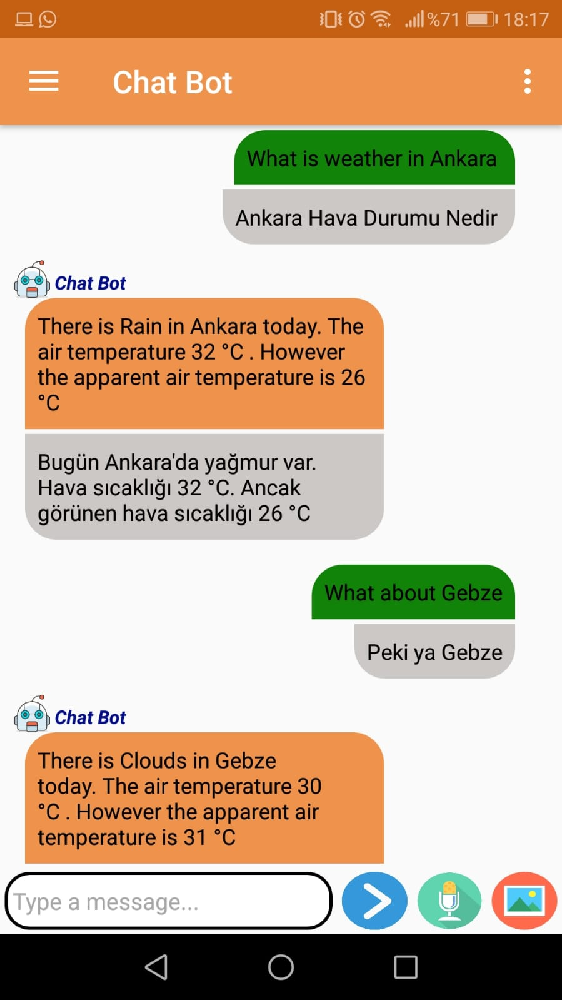 %71 18:17
Chat Bot
What is weather in Ankara
Ankara Hava Durumu Nedir
Chat Bot
There is Rain in Ankara today. The
air temperature 32 °C . However
the apparent air temperature is 26
°C
Bugün Ankara'da yağmur var.
Hava sıcaklığı 32 °C. Ancak
görünen hava sıcaklığı 26 °C
What about Gebze
Peki ya Gebze
Chat Bot
There is Clouds in Gebze
today. The air temperature 30
°C . However the apparent air
temperature is 31 °C
Type a message...